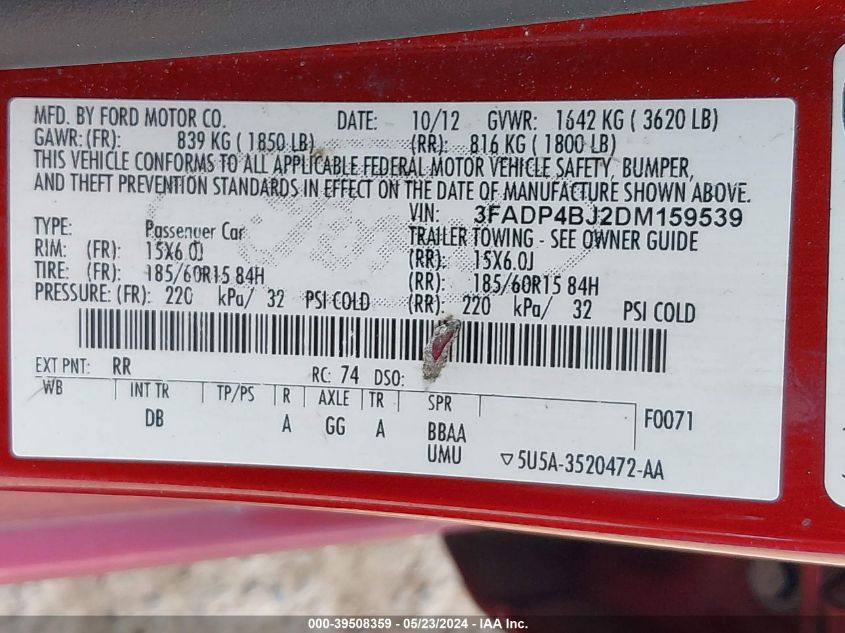 MFD. BY FORD MOTOR CO. DATE: 10/12 GVWR: 1642 KG ( 3620 LB)
GAWR: (FR): 839 KG ( 1850 LB) (RR): 816 KG ( 1800 LB)
THIS VEHICLE CONFORMS TO ALL APPLICABLE FEDERAL MOTOR VEHICLE SAFETY, BUMPER,
AND THEFT PREVENTION STANDARDS IN EFFECT ON THE DATE OF MANUFACTURE SHOWN ABOVE.
VIN: 3FADP4BJ2DM159539
TYPE: Passenger Car TRAILER TOWING - SEE OWNER GUIDE
RIM: (FR): 15X6.0J (RR): 15X6.0J
TIRE: (FR): 185/60R15 84H (RR): 185/60R15 84H
PRESSURE: (FR): 220 kPa/ 32 PSI COLD (RR): 220 kPa/ 32 PSI COLD
EXT PNT: RR RC: 74 DSO:
WB INT TR TP/PS R AXLE TR SPR
DB A GG A BBAA F0071
UMU ▽5U5A-3520472-AA
000-39508359 - 05/23/2024 - IAA Inc.